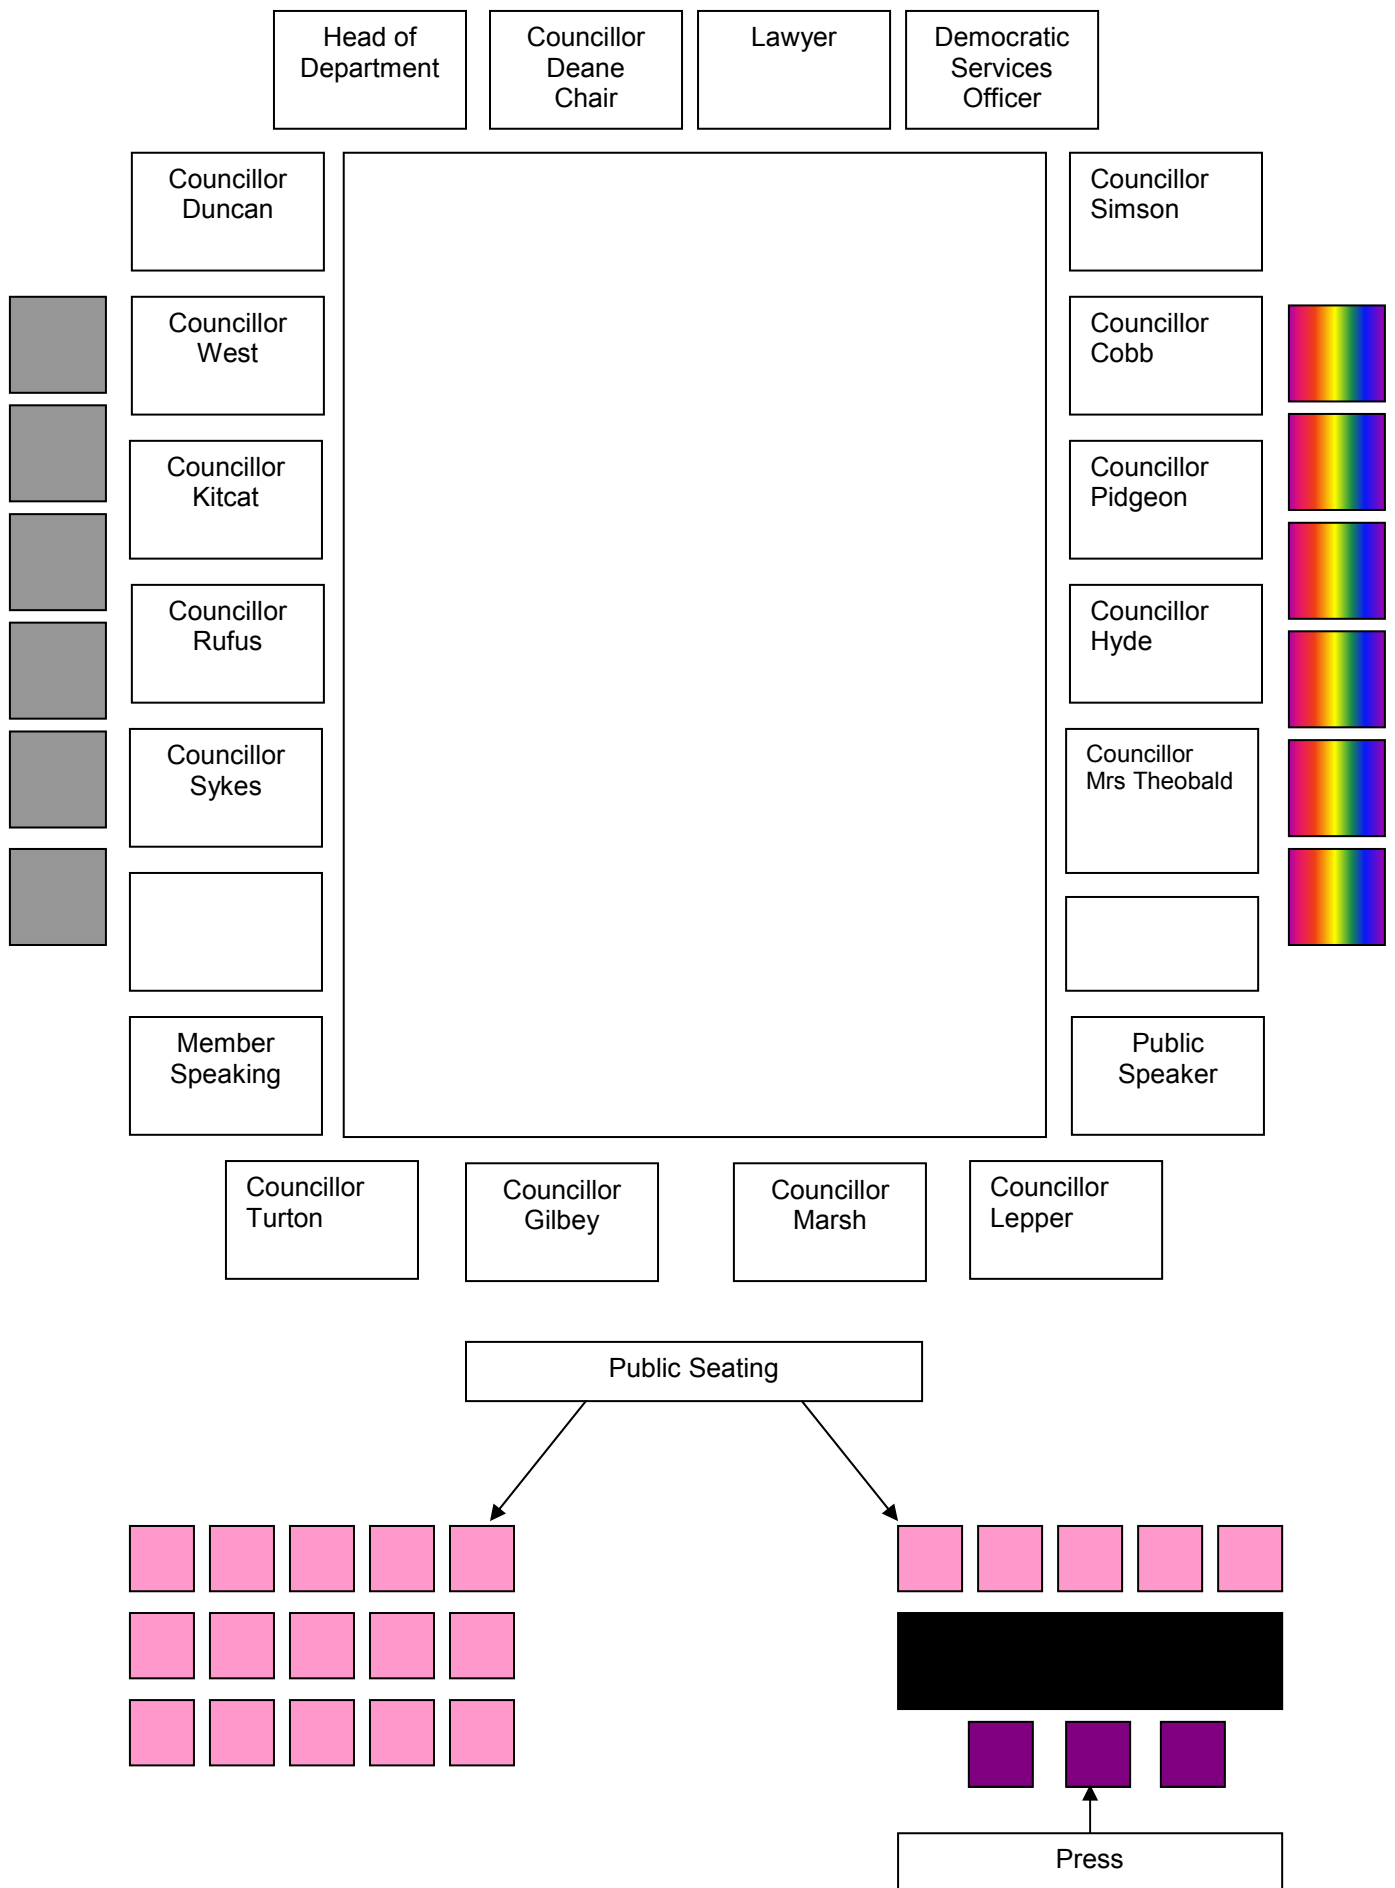 Head of
Department
Councillor
Deane
Chair
Lawyer
Democratic
Services
Officer
Councillor
Duncan
Councillor
Simson
Councillor
West
Councillor
Cobb
Councillor
Kitcat
Councillor
Pidgeon
Councillor
Rufus
Councillor
Hyde
Councillor
Sykes
Councillor
Mrs Theobald
Member
Speaking
Public
Speaker
Councillor
Turton
Councillor
Gilbey
Councillor
Marsh
Councillor
Lepper
Public Seating
Press